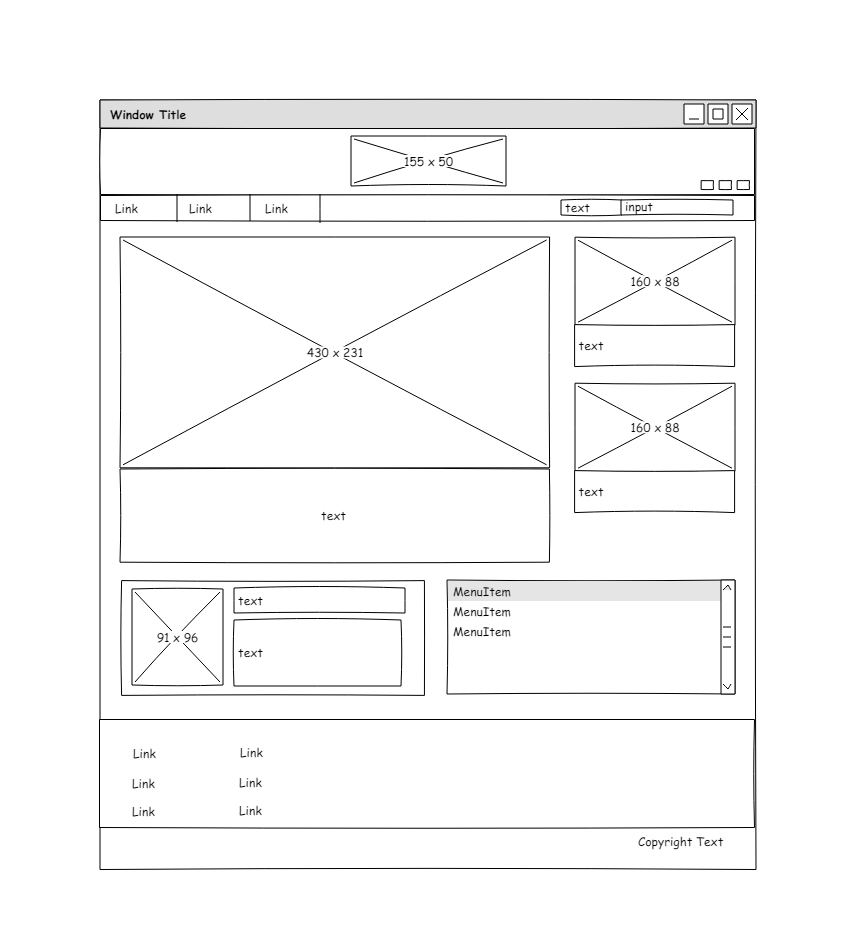 Window Title
155 x 50
Link
Link
Link
text
input
430 x 231
160 x 88
text
160 x 88
text
text
91 x 96
text
text
MenuItem
MenuItem
MenuItem
Link
Link
Link
Link
Link
Link
Copyright Text